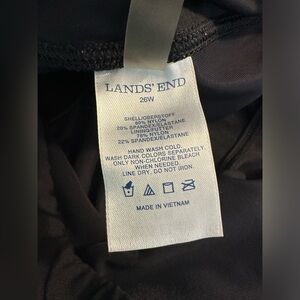 LANDS' END
26W
SHELL/OBERSTOFF
80% NYLON
20% SPANDEX/ELASTANE
LINING/FUTTER
78% NYLON
22% SPANDEX/ELASTANE
HAND WASH COLD.
WASH DARK COLORS SEPARATELY.
ONLY NON-CHLORINE BLEACH
WHEN NEEDED.
LINE DRY. DO NOT IRON.
MADE IN VIETNAM